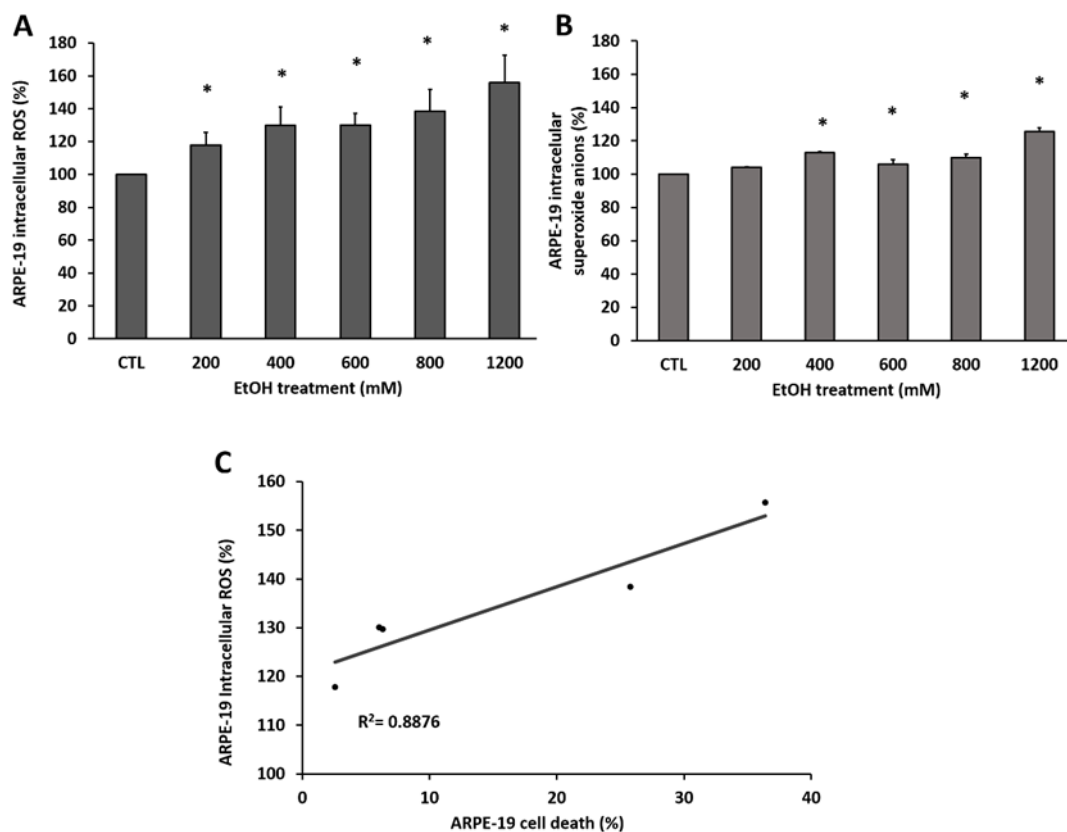 A
ARPE-19 intracellular ROS (%)
180
160
140
120
100
80
60
40
20
0
* * * * *
CTL 200 400 600 800 1200
EtOH treatment (mM)
B
ARPE-19 intracellular
superoxide anions (%)
180
160
140
120
100
80
60
40
20
0
* * * *
CTL 200 400 600 800 1200
EtOH treatment (mM)
C
ARPE-19 Intracellular ROS (%)
160
150
140
130
120
110
100
R²= 0.8876
0 10 20 30 40
ARPE-19 cell death (%)